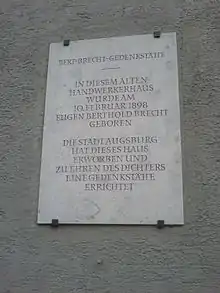 BERT-BRECHT-GEDENKSTÄTTE
IN DIESEM ALTEN
HANDWERKERHAUS
WURDE AM
10. FEBRUAR 1898
EUGEN BERTHOLD BRECHT
GEBOREN
DIE STADT AUGSBURG
HAT DIESES HAUS
ERWORBEN UND
ZU EHREN DES DICHTERS
EINE GEDENKSTÄTTE
ERRICHTET